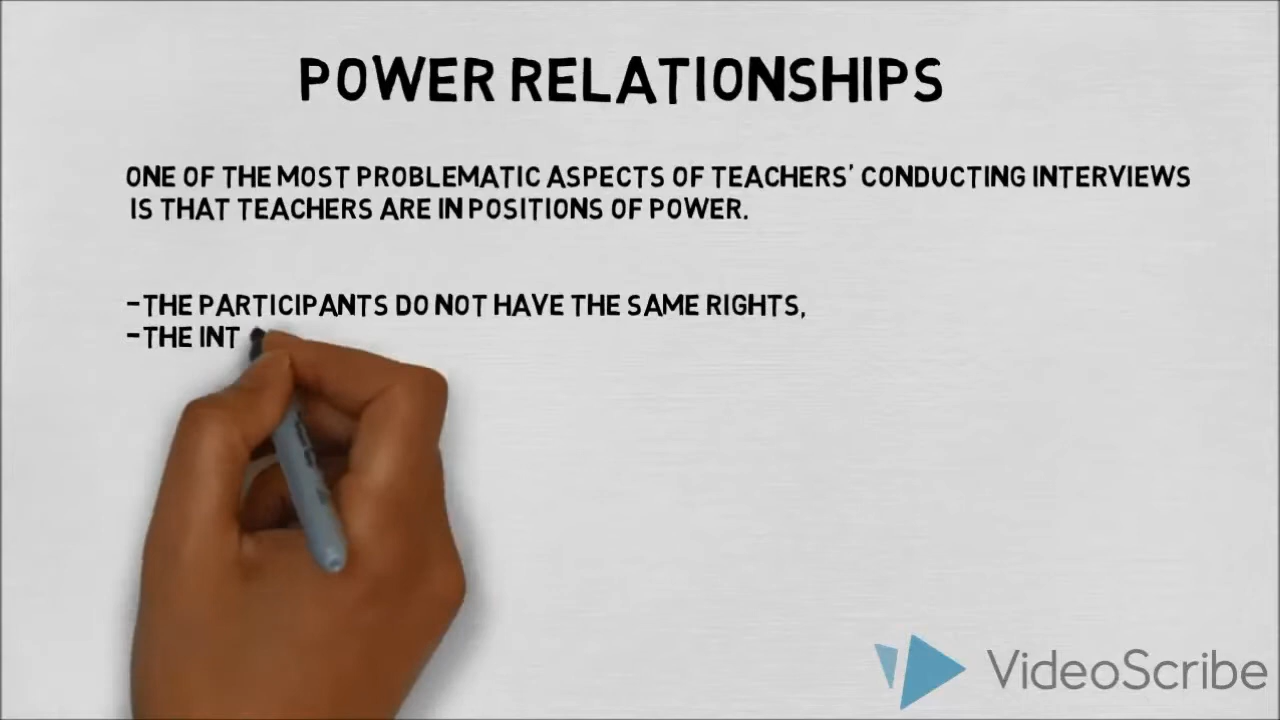 POWER RELATIONSHIPS
ONE OF THE MOST PROBLEMATIC ASPECTS OF TEACHERS' CONDUCTING INTERVIEWS
IS THAT TEACHERS ARE IN POSITIONS OF POWER.
-THE PARTICIPANTS DO NOT HAVE THE SAME RIGHTS,
-THE INT
VideoScribe